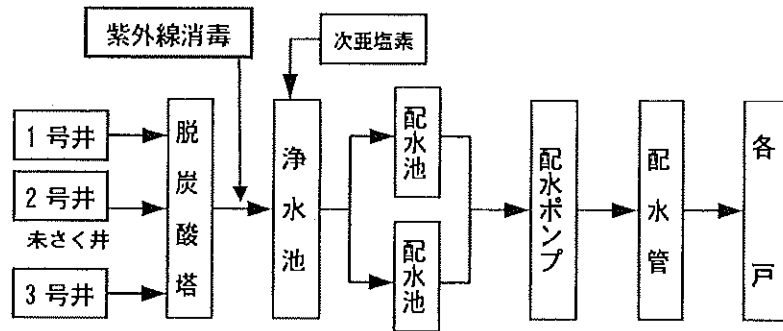 紫外線消毒
次亜塩素
1号井
2号井
未さく井
3号井
脱炭酸塔
浄水池
配水池
配水池
配水ポンプ
配水管
各戸